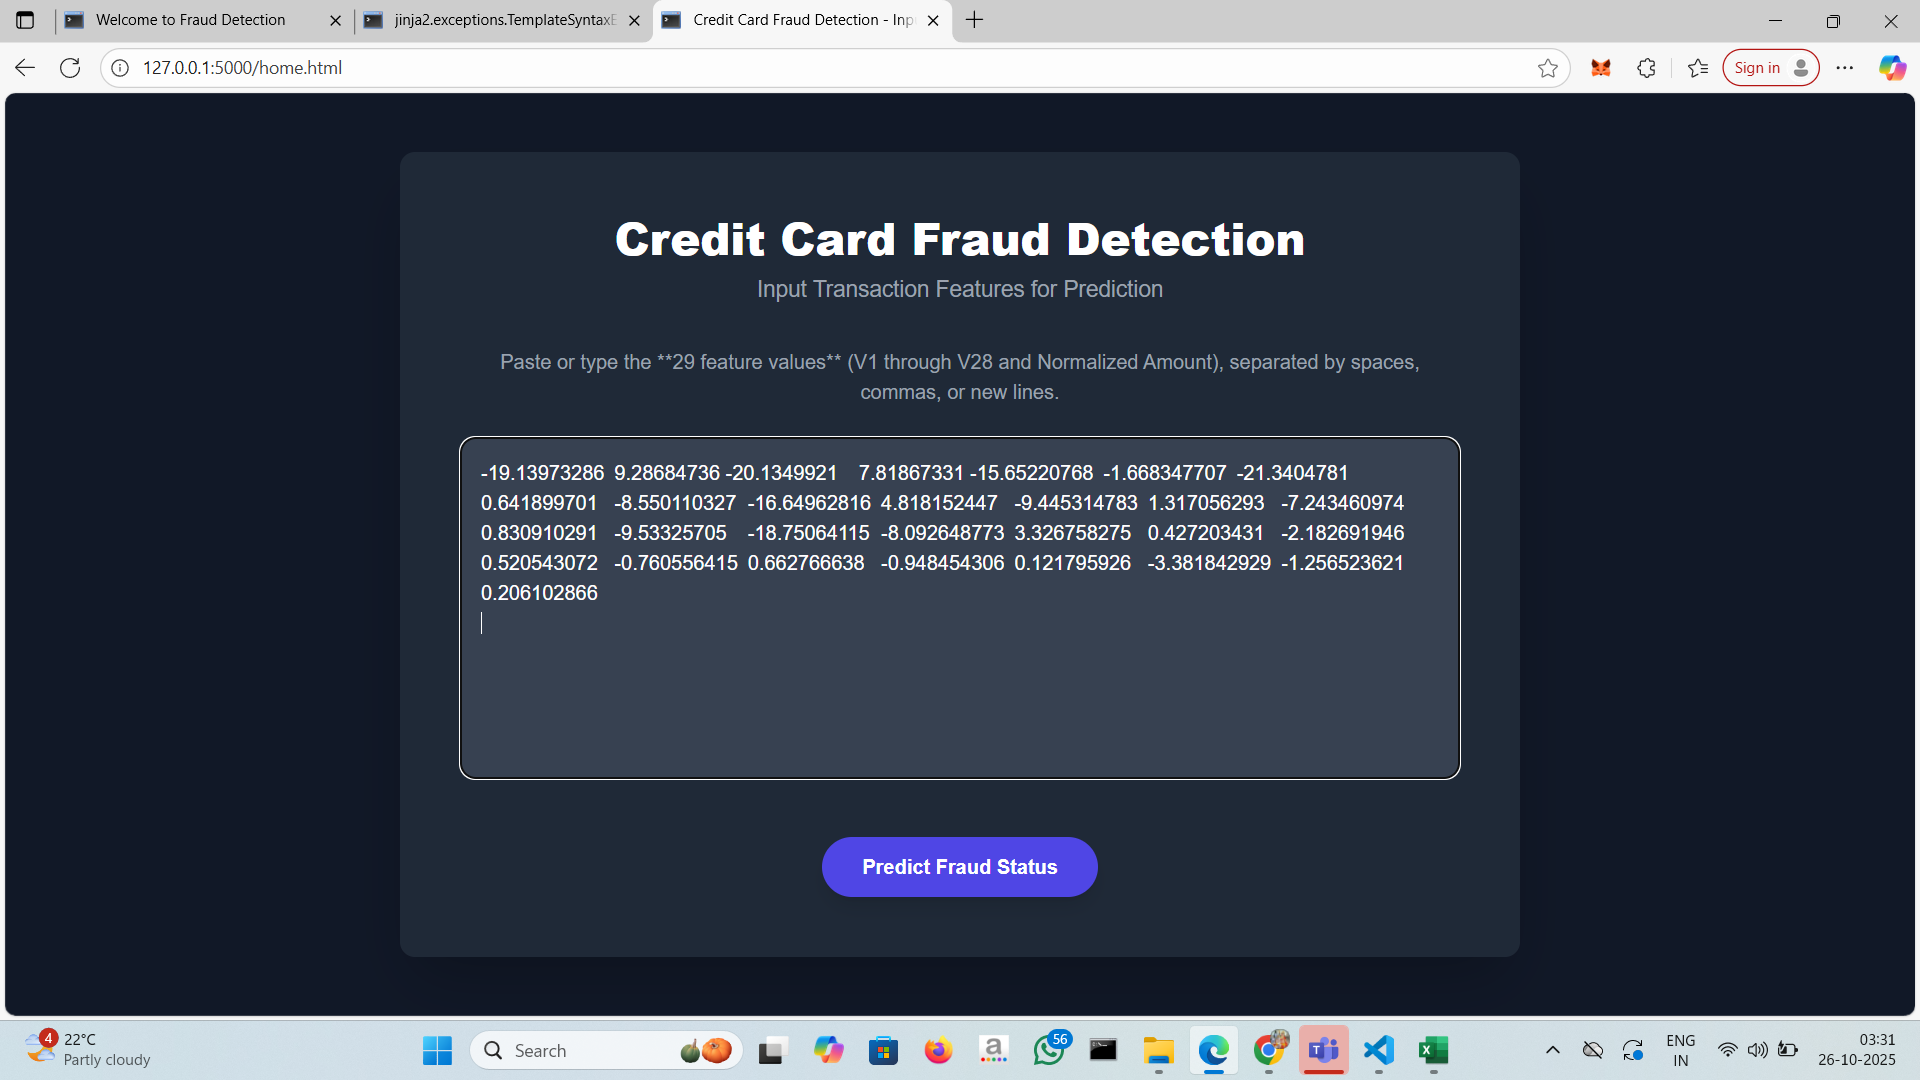 Welcome to Fraud Detection
jinja2.exceptions.TemplateSyntaxE
Credit Card Fraud Detection - Inp
127.0.0.1:5000/home.html
Sign in
Credit Card Fraud Detection
Input Transaction Features for Prediction
Paste or type the **29 feature values** (V1 through V28 and Normalized Amount), separated by spaces,
commas, or new lines.
-19.13973286 9.28684736 -20.1349921 7.81867331 -15.65220768 -1.668347707 -21.3404781
0.641899701 -8.550110327 -16.64962816 4.818152447 -9.445314783 1.317056293 -7.243460974
0.830910291 -9.53325705 -18.75064115 -8.092648773 3.326758275 0.427203431 -2.182691946
0.520543072 -0.760556415 0.662766638 -0.948454306 0.121795926 -3.381842929 -1.256523621
0.206102866
Predict Fraud Status
4
22°C
Partly cloudy
Search
a
56
ENG
IN
03:31
26-10-2025